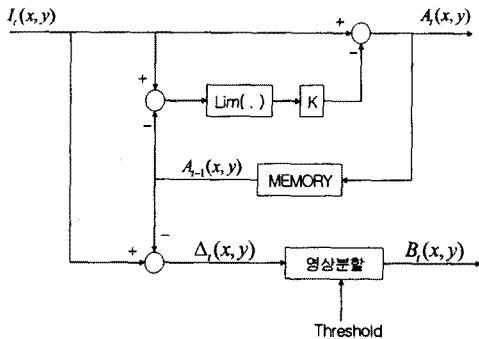 I_t(x, y)
+
−
A_t(x, y)
+
−
Lim( . )
K
A_{t-1}(x, y)
MEMORY
+
−
Δ_t(x, y)
영상분할
B_t(x, y)
Threshold